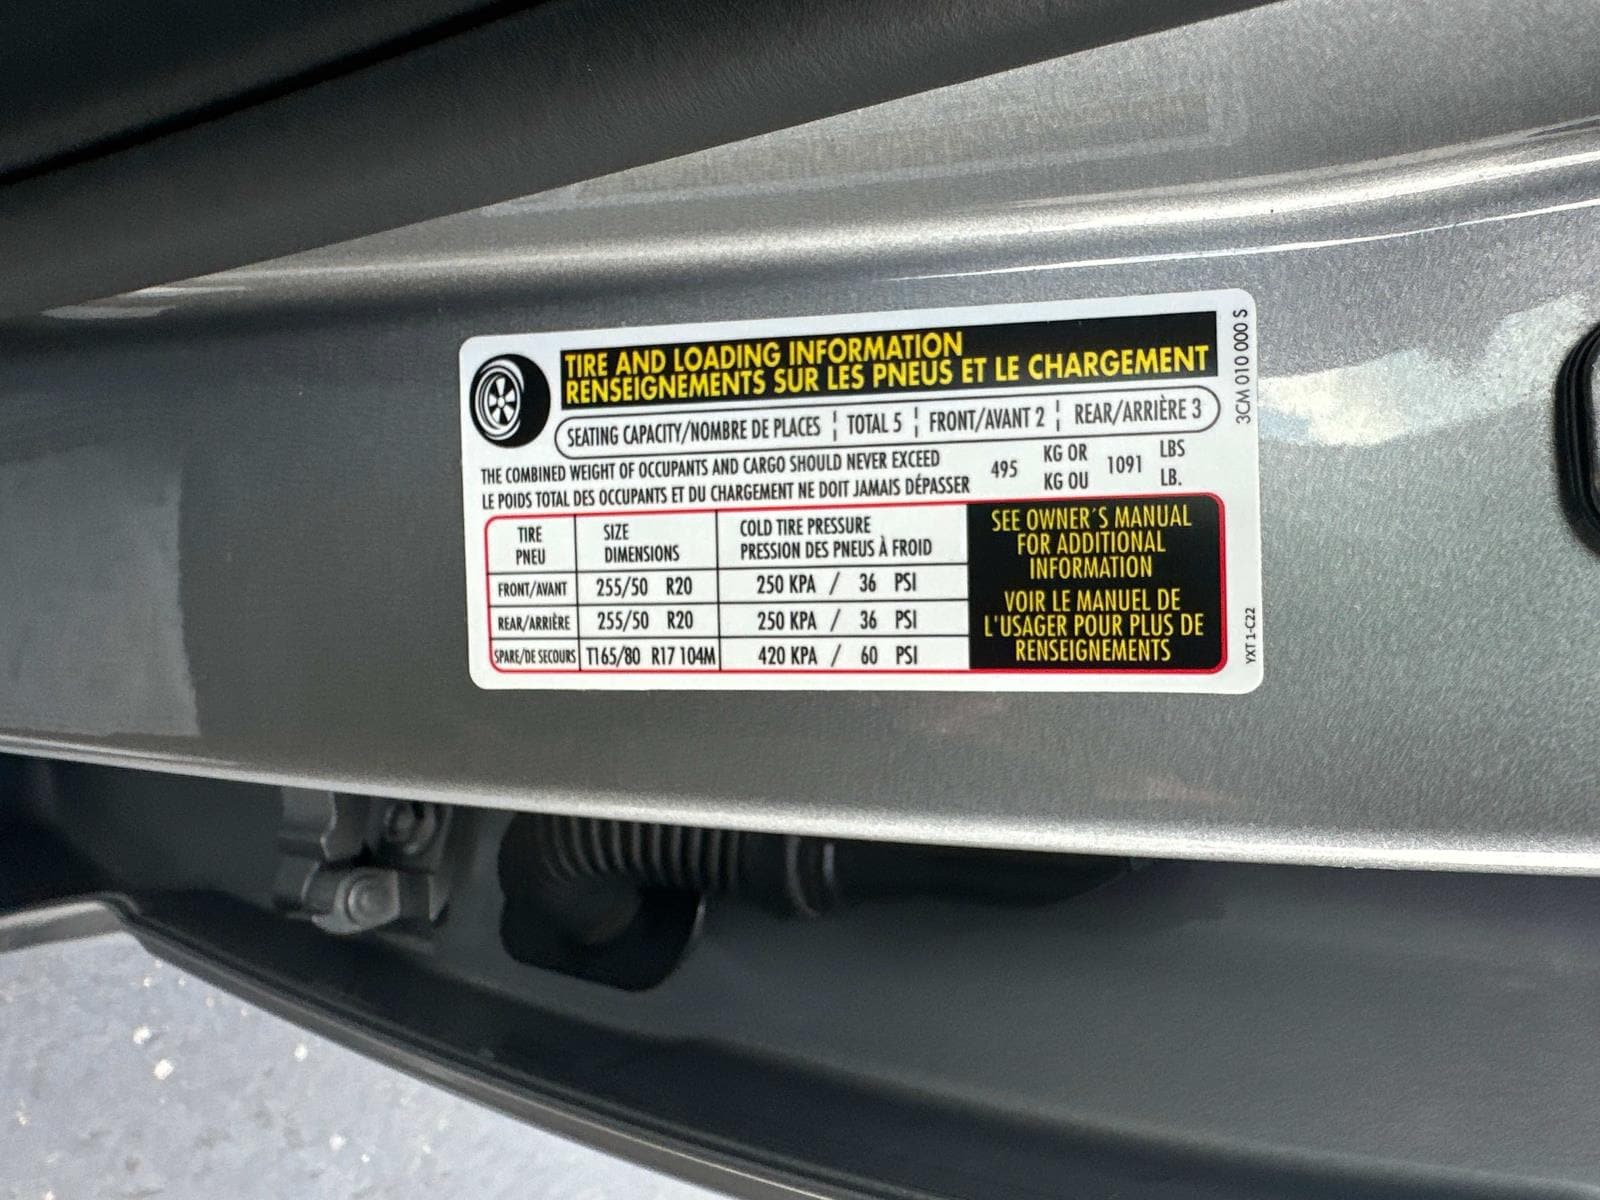 TIRE AND LOADING INFORMATION
RENSEIGNEMENTS SUR LES PNEUS ET LE CHARGEMENT
SEATING CAPACITY/NOMBRE DE PLACES ¦ TOTAL 5 ¦ FRONT/AVANT 2 ¦ REAR/ARRIÈRE 3
THE COMBINED WEIGHT OF OCCUPANTS AND CARGO SHOULD NEVER EXCEED 495 KG OR 1091 LBS
LE POIDS TOTAL DES OCCUPANTS ET DU CHARGEMENT NE DOIT JAMAIS DÉPASSER KG OU LB.
TIRE SIZE COLD TIRE PRESSURE
PNEU DIMENSIONS PRESSION DES PNEUS À FROID
FRONT/AVANT 255/50 R20 250 KPA / 36 PSI
REAR/ARRIÈRE 255/50 R20 250 KPA / 36 PSI
SPARE/DE SECOURS T165/80 R17 104M 420 KPA / 60 PSI
SEE OWNER´S MANUAL
FOR ADDITIONAL
INFORMATION
VOIR LE MANUEL DE
L'USAGER POUR PLUS DE
RENSEIGNEMENTS
3CM 010 000 S
YXT 1-C22